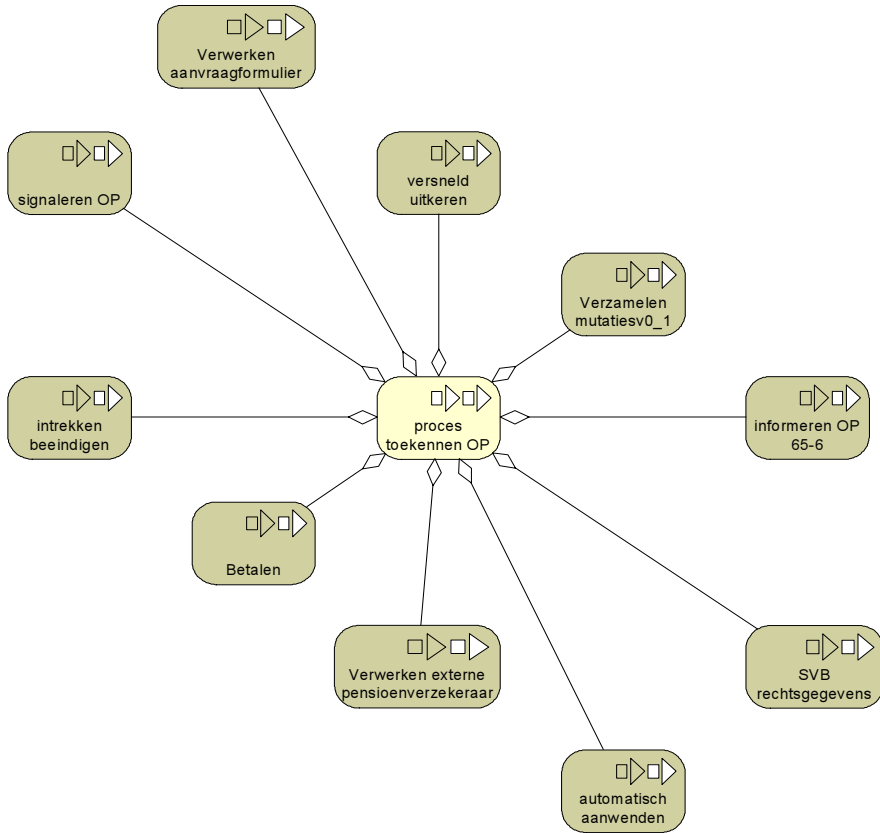 Verwerken
aanvraagformulier
signaleren OP
versneld
uitkeren
Verzamelen
mutatiesv0_1
intrekken
beeindigen
proces
toekennen OP
informeren OP
65-6
Betalen
Verwerken externe
pensioenverzekeraar
SVB
rechtsgegevens
automatisch
aanwenden